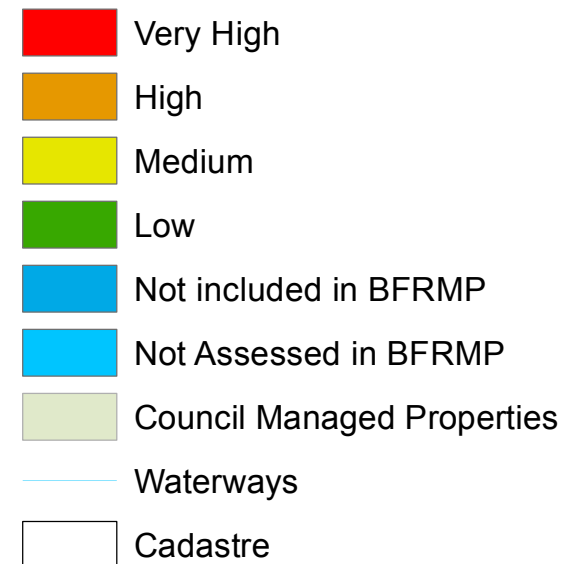 Very High
High
Medium
Low
Not included in BFRMP
Not Assessed in BFRMP
Council Managed Properties
Waterways
Cadastre